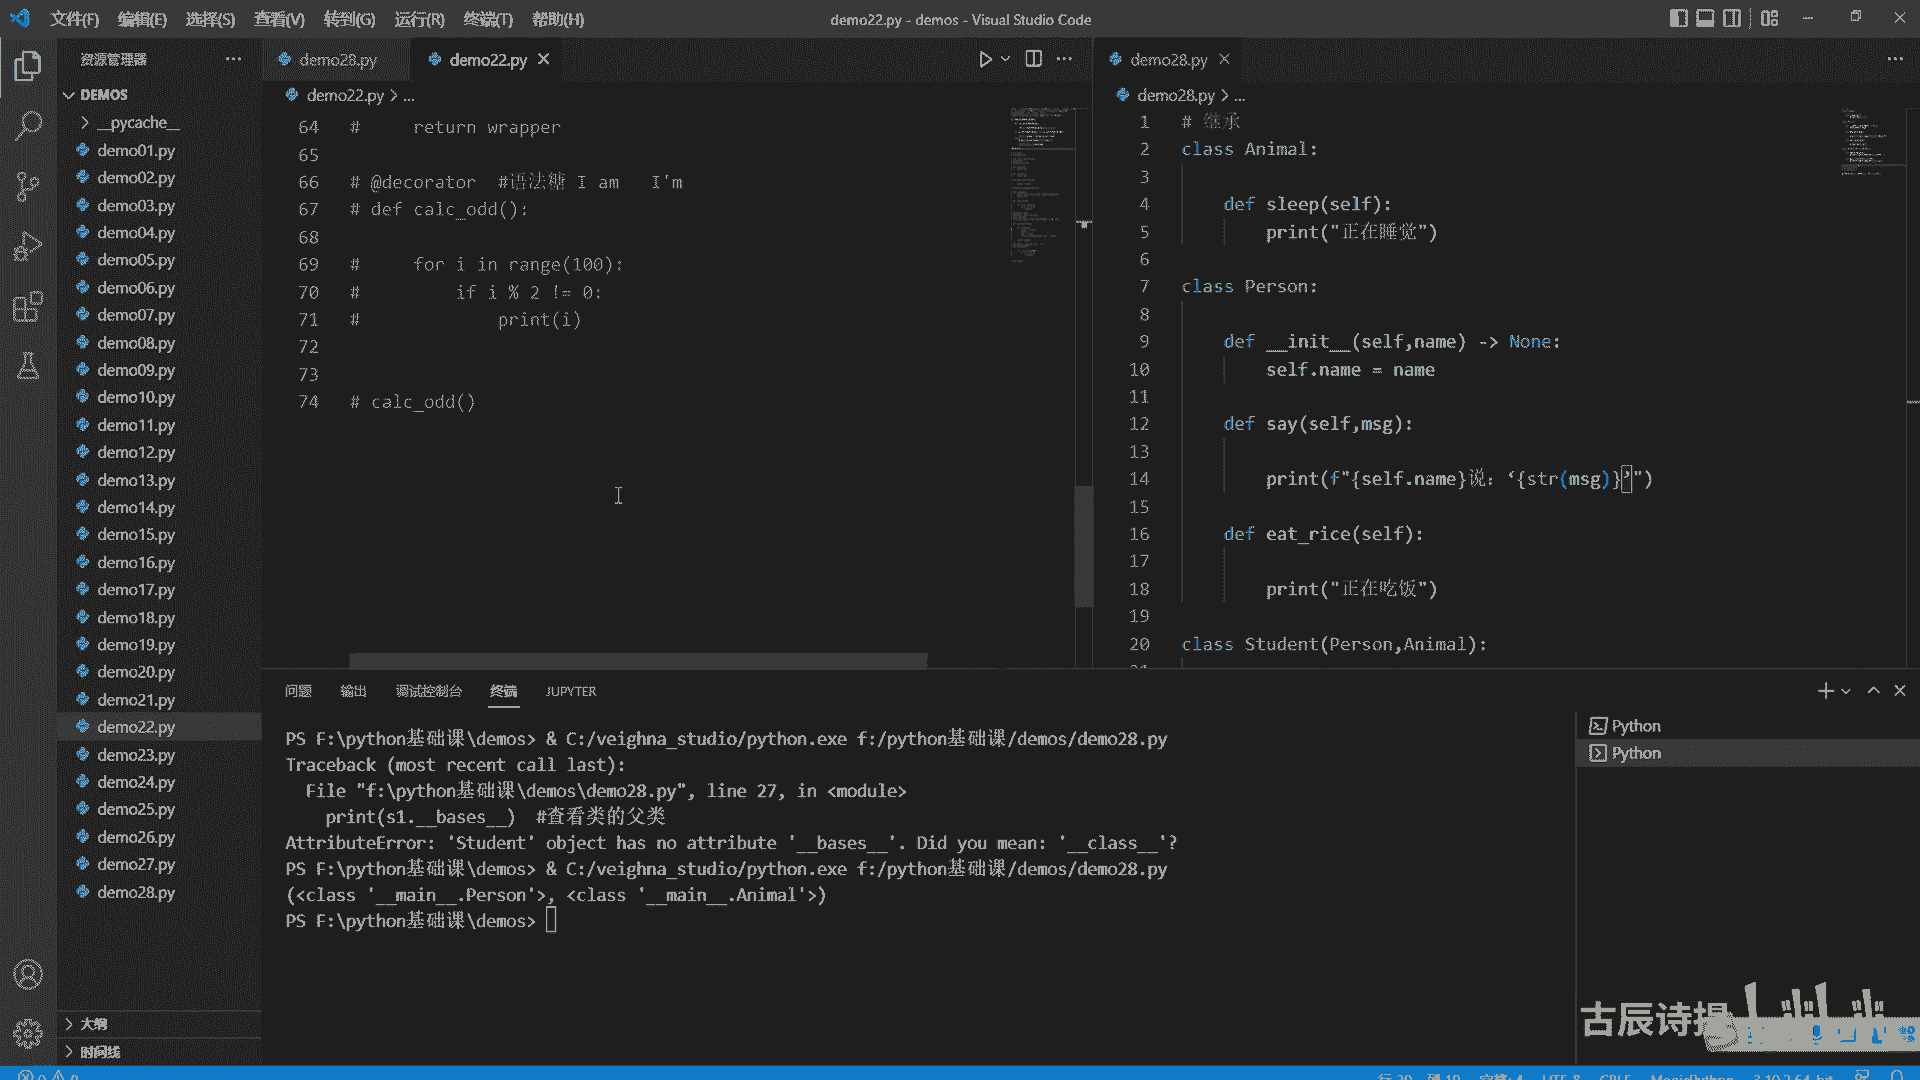 文件(F) 编辑(E) 选择(S) 查看(V) 转到(G) 运行(R) 终端(T) 帮助(H)
demo22.py - demos - Visual Studio Code
资源管理器
DEMOS
__pycache__
demo01.py
demo02.py
demo03.py
demo04.py
demo05.py
demo06.py
demo07.py
demo08.py
demo09.py
demo10.py
demo11.py
demo12.py
demo13.py
demo14.py
demo15.py
demo16.py
demo17.py
demo18.py
demo19.py
demo20.py
demo21.py
demo22.py
demo23.py
demo24.py
demo25.py
demo26.py
demo27.py
demo28.py
大纲
时间线
demo28.py
demo22.py
demo22.py > ...
64 #     return wrapper
65
66 # @decorator  #语法糖 I am   I'm
67 # def calc_odd():
68
69 #     for i in range(100):
70 #         if i % 2 != 0:
71 #             print(i)
72
73
74 # calc_odd()
demo28.py
demo28.py > ...
1 # 继承
2 class Animal:
3
4     def sleep(self):
5         print("正在睡觉")
6
7 class Person:
8
9     def __init__(self,name) -> None:
10         self.name = name
11
12     def say(self,msg):
13
14         print(f"{self.name}说：‘{str(msg)}’")
15
16     def eat_rice(self):
17
18         print("正在吃饭")
19
20 class Student(Person,Animal):
问题 输出 调试控制台 终端 JUPYTER
PS F:\python基础课\demos> & C:/veighna_studio/python.exe f:/python基础课/demos/demo28.py
Traceback (most recent call last):
  File "f:\python基础课\demos\demo28.py", line 27, in <module>
    print(s1.__bases__)  #查看类的父类
AttributeError: 'Student' object has no attribute '__bases__'. Did you mean: '__class__'?
PS F:\python基础课\demos> & C:/veighna_studio/python.exe f:/python基础课/demos/demo28.py
(<class '__main__.Person'>, <class '__main__.Animal'>)
PS F:\python基础课\demos>
Python
Python
古辰诗